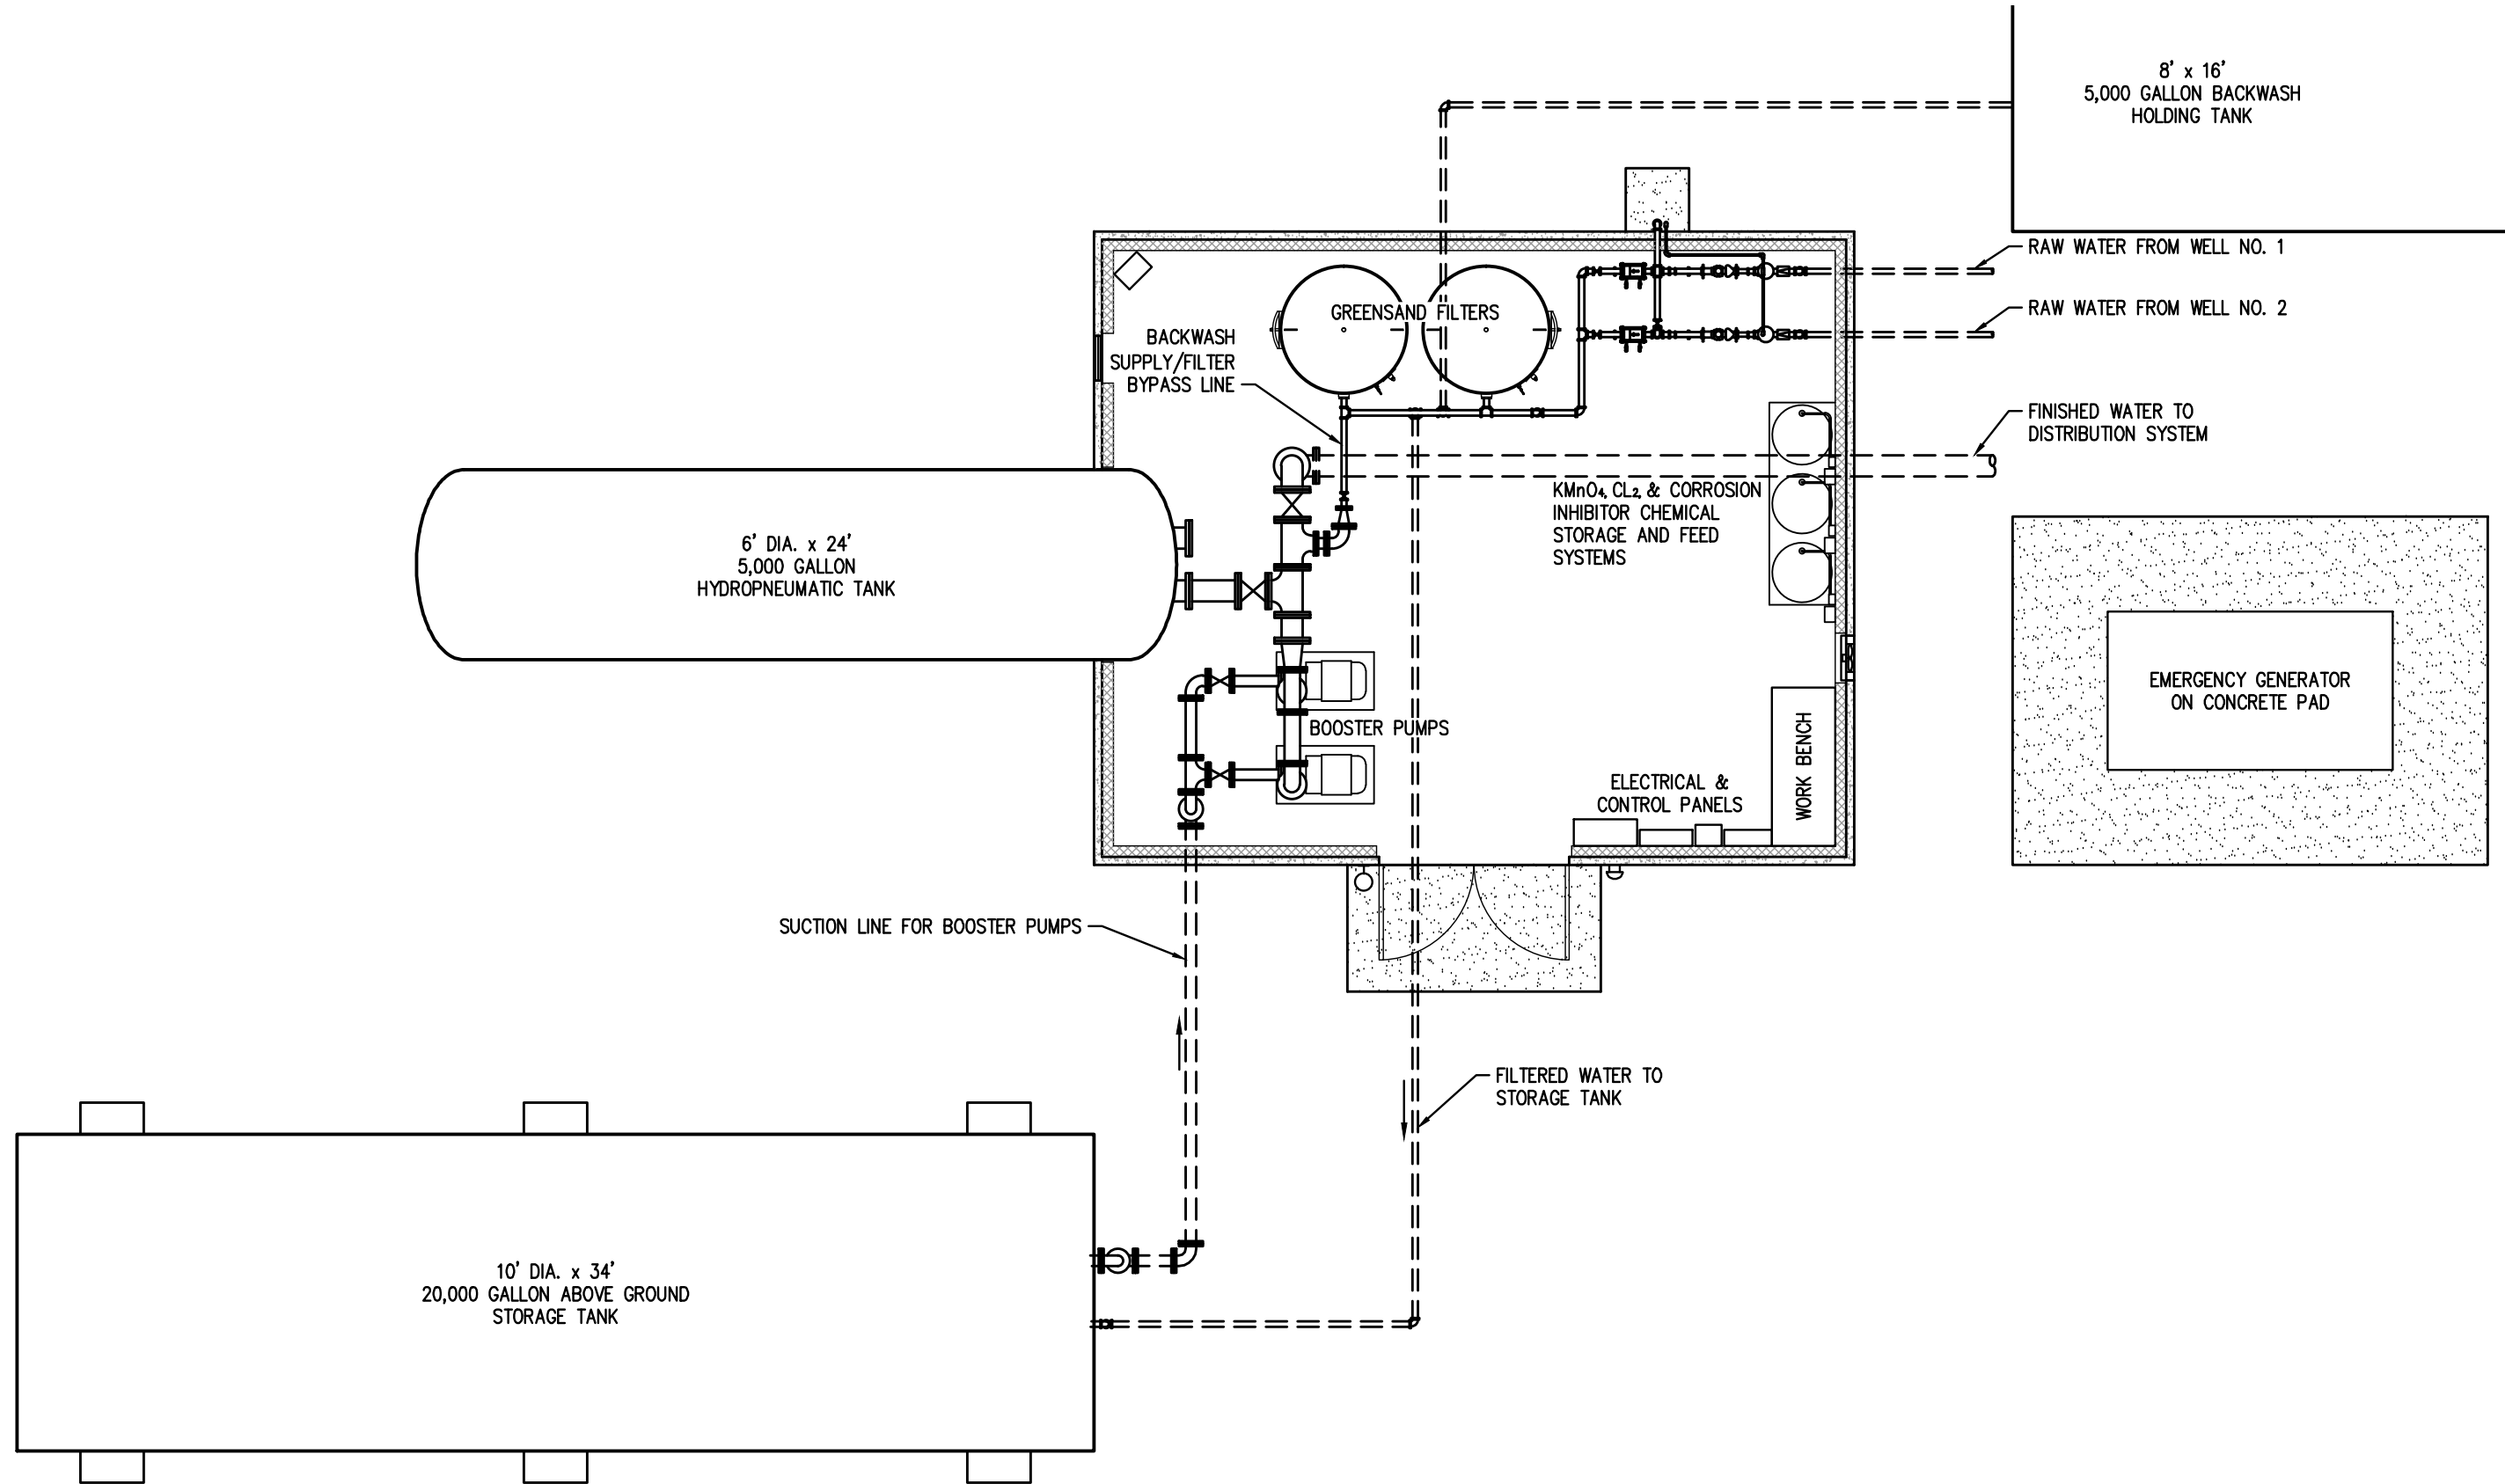 8' x 16'
5,000 GALLON BACKWASH
HOLDING TANK
RAW WATER FROM WELL NO. 1
RAW WATER FROM WELL NO. 2
GREENSAND FILTERS
BACKWASH
SUPPLY/FILTER
BYPASS LINE
FINISHED WATER TO
DISTRIBUTION SYSTEM
KMnO₄, CL₂, & CORROSION
INHIBITOR CHEMICAL
STORAGE AND FEED
SYSTEMS
6' DIA. x 24'
5,000 GALLON
HYDROPNEUMATIC TANK
EMERGENCY GENERATOR
ON CONCRETE PAD
BOOSTER PUMPS
WORK BENCH
ELECTRICAL &
CONTROL PANELS
SUCTION LINE FOR BOOSTER PUMPS
FILTERED WATER TO
STORAGE TANK
10' DIA. x 34'
20,000 GALLON ABOVE GROUND
STORAGE TANK